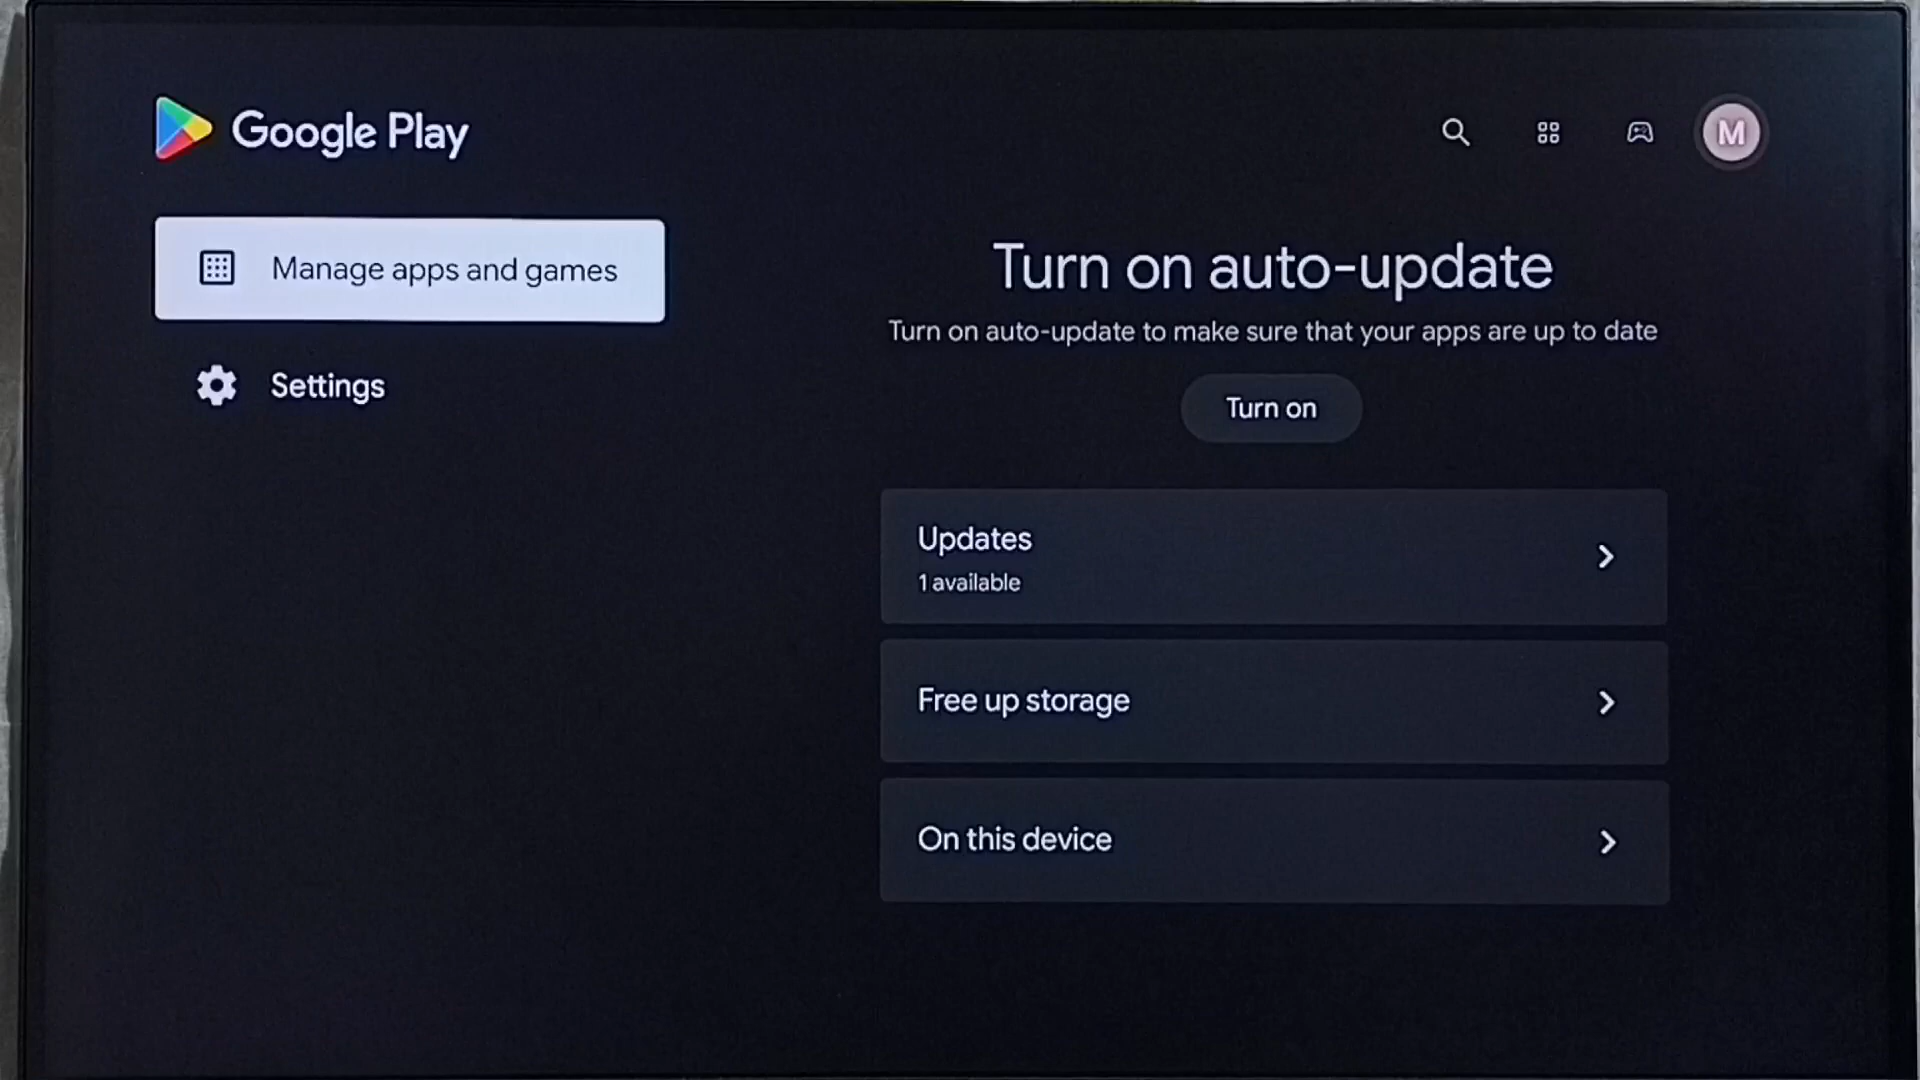 Google Play
M
Manage apps and games
Settings
Turn on auto-update
Turn on auto-update to make sure that your apps are up to date
Turn on
Updates
1 available
Free up storage
On this device